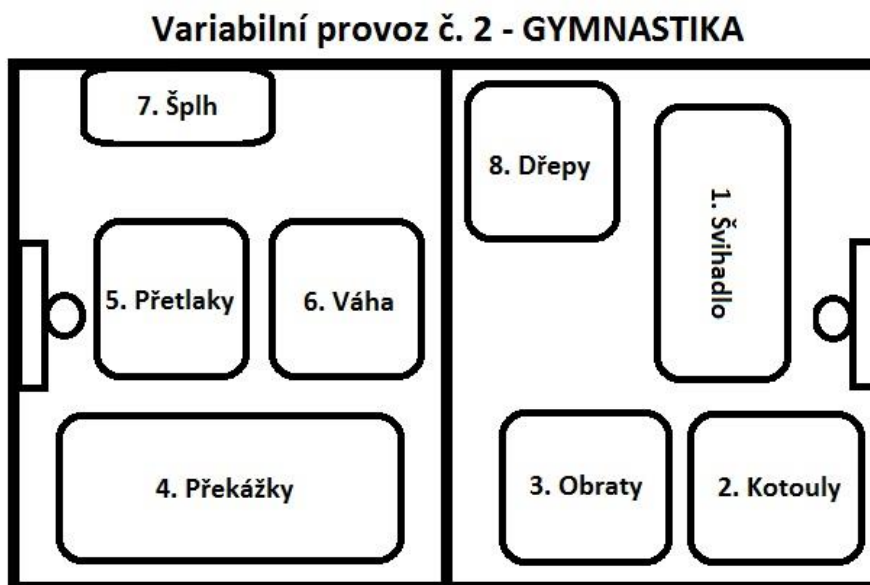 Variabilní provoz č. 2 - GYMNASTIKA
7. Šplh
8. Dřepy
1. Švihadlo
5. Přetlaky
6. Váha
4. Překážky
3. Obraty
2. Kotouly